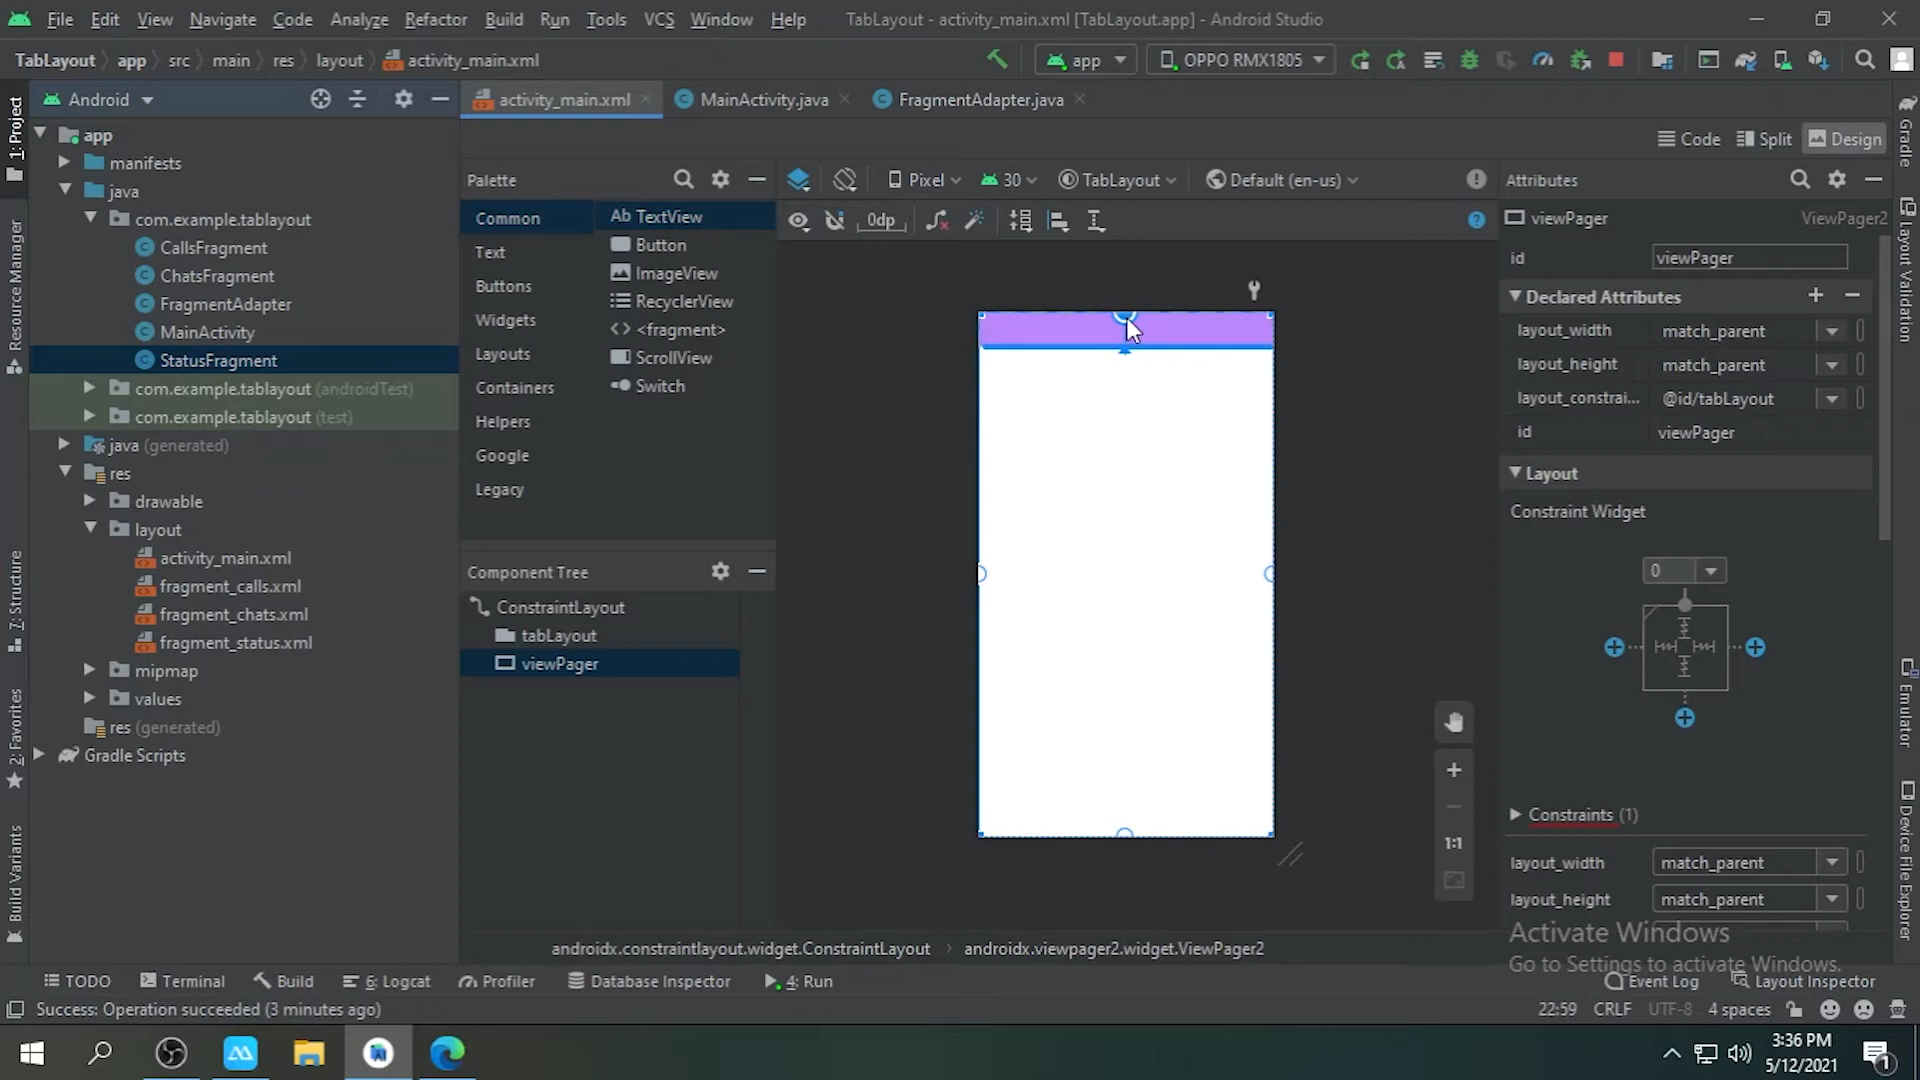 File Edit View Navigate Code Analyze Refactor Build Run Tools VCS Window Help TabLayout - activity_main.xml [TabLayout.app] - Android Studio
TabLayout app src main res layout activity_main.xml app OPPO RMX1805
Android activity_main.xml MainActivity.java FragmentAdapter.java
Code Split Design
1: Project
Resource Manager
7: Structure
2: Favorites
Build Variants
app
manifests
java
com.example.tablayout
CallsFragment
ChatsFragment
FragmentAdapter
MainActivity
StatusFragment
com.example.tablayout (androidTest)
com.example.tablayout (test)
java (generated)
res
drawable
layout
activity_main.xml
fragment_calls.xml
fragment_chats.xml
fragment_status.xml
mipmap
values
res (generated)
Gradle Scripts
Palette
Common
Text
Buttons
Widgets
Layouts
Containers
Helpers
Google
Legacy
Ab TextView
Button
ImageView
RecyclerView
<fragment>
ScrollView
Switch
Component Tree
ConstraintLayout
tabLayout
viewPager
Pixel 30 TabLayout Default (en-us)
0dp
1:1
Attributes
viewPager ViewPager2
id viewPager
Declared Attributes
layout_width match_parent
layout_height match_parent
layout_constrai... @id/tabLayout
id viewPager
Layout
Constraint Widget
0
Constraints (1)
layout_width match_parent
layout_height match_parent
Activate Windows
Go to Settings to activate Windows.
Gradle
Layout Validation
Emulator
Device File Explorer
androidx.constraintlayout.widget.ConstraintLayout androidx.viewpager2.widget.ViewPager2
TODO Terminal Build 6: Logcat Profiler Database Inspector 4: Run Event Log Layout Inspector
Success: Operation succeeded (3 minutes ago) 22:59 CRLF UTF-8 4 spaces
3:36 PM
5/12/2021
1